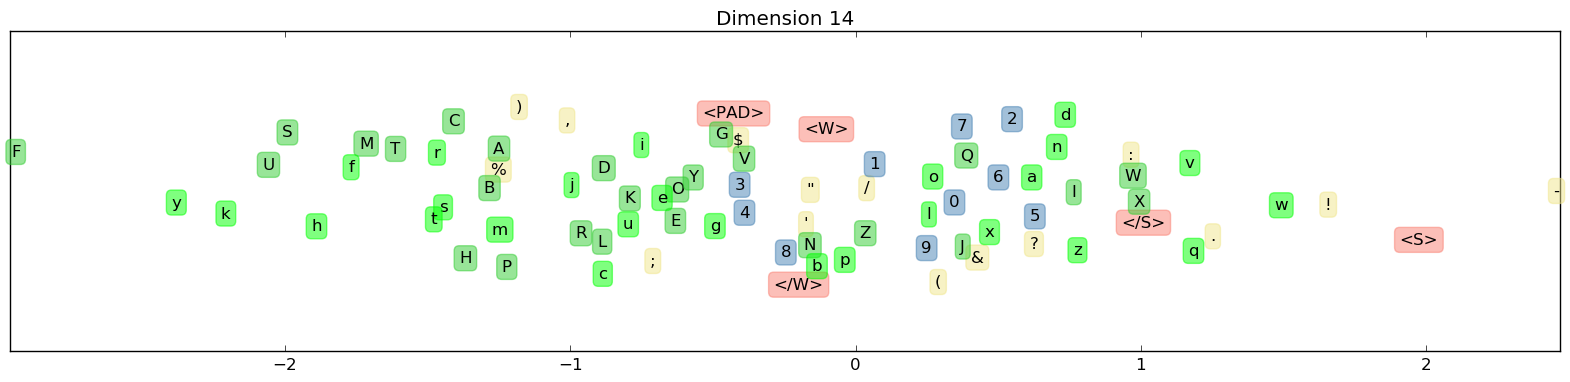 Dimension 14
)
C
,
<PAD>
<W>
7
2
d
S
G
$
M
T
r
A
i
V
Q
n
:
F
U
f
%
D
1
W
v
B
j
Y
3
"
/
o
6
a
l
-
y
k
s
t
K
e
O
4
0
X
w
!
h
m
u
E
g
'
l
5
</S>
R
L
N
Z
x
.
<S>
H
P
;
8
b
p
9
J
&
?
z
q
c
</W>
(
−2
−1
0
1
2